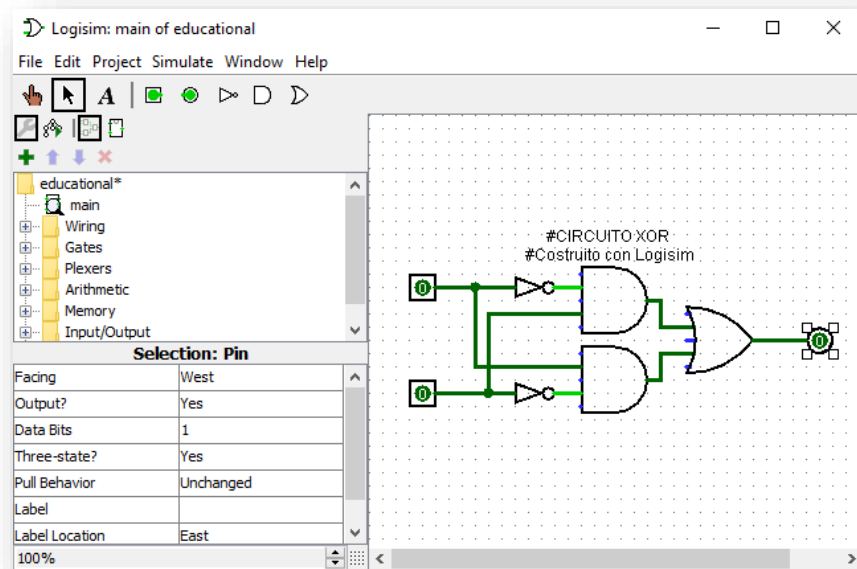 Logisim: main of educational
File Edit Project Simulate Window Help
A
educational*
main
Wiring
Gates
Plexers
Arithmetic
Memory
Input/Output
Selection: Pin
Facing West
Output? Yes
Data Bits 1
Three-state? Yes
Pull Behavior Unchanged
Label
Label Location East
100%
#CIRCUITO XOR
#Costruito con Logisim
0
0
0